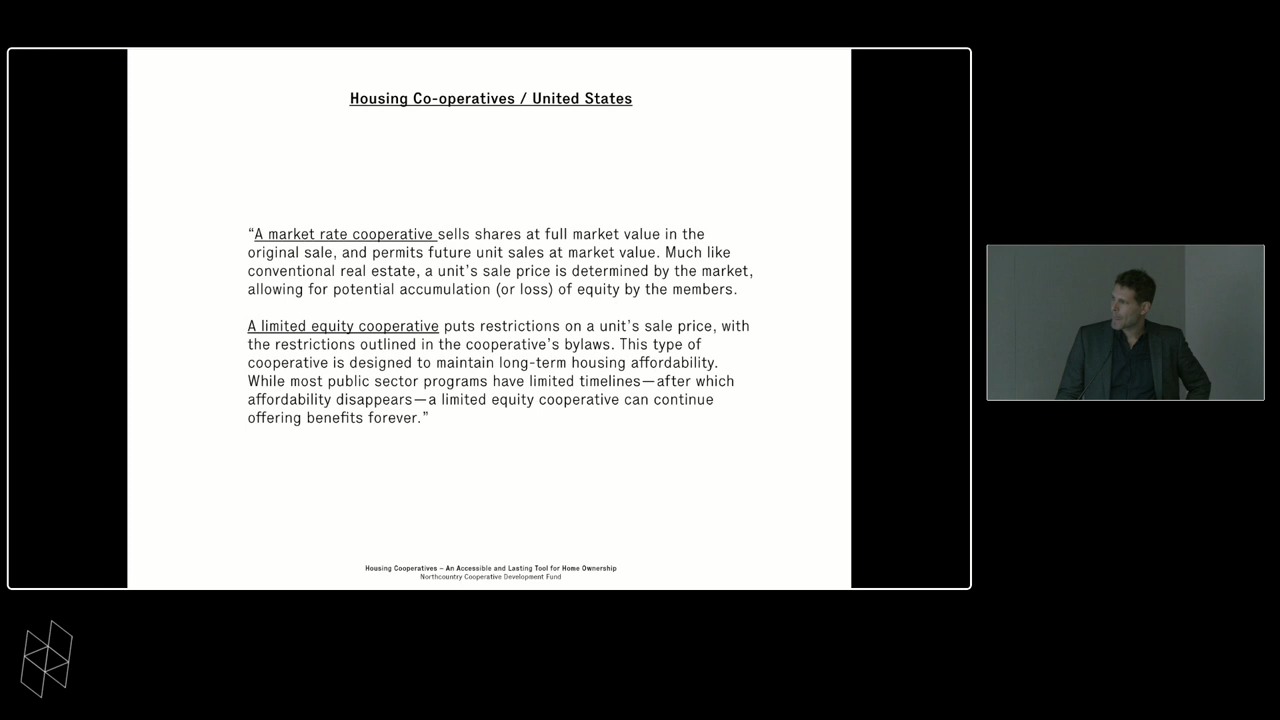 Housing Co-operatives / United States
“A market rate cooperative sells shares at full market value in the
original sale, and permits future unit sales at market value. Much like
conventional real estate, a unit’s sale price is determined by the market,
allowing for potential accumulation (or loss) of equity by the members.
A limited equity cooperative puts restrictions on a unit’s sale price, with
the restrictions outlined in the cooperative’s bylaws. This type of
cooperative is designed to maintain long-term housing affordability.
While most public sector programs have limited timelines—after which
affordability disappears—a limited equity cooperative can continue
offering benefits forever.”
Housing Cooperatives – An Accessible and Lasting Tool for Home Ownership
Northcountry Cooperative Development Fund